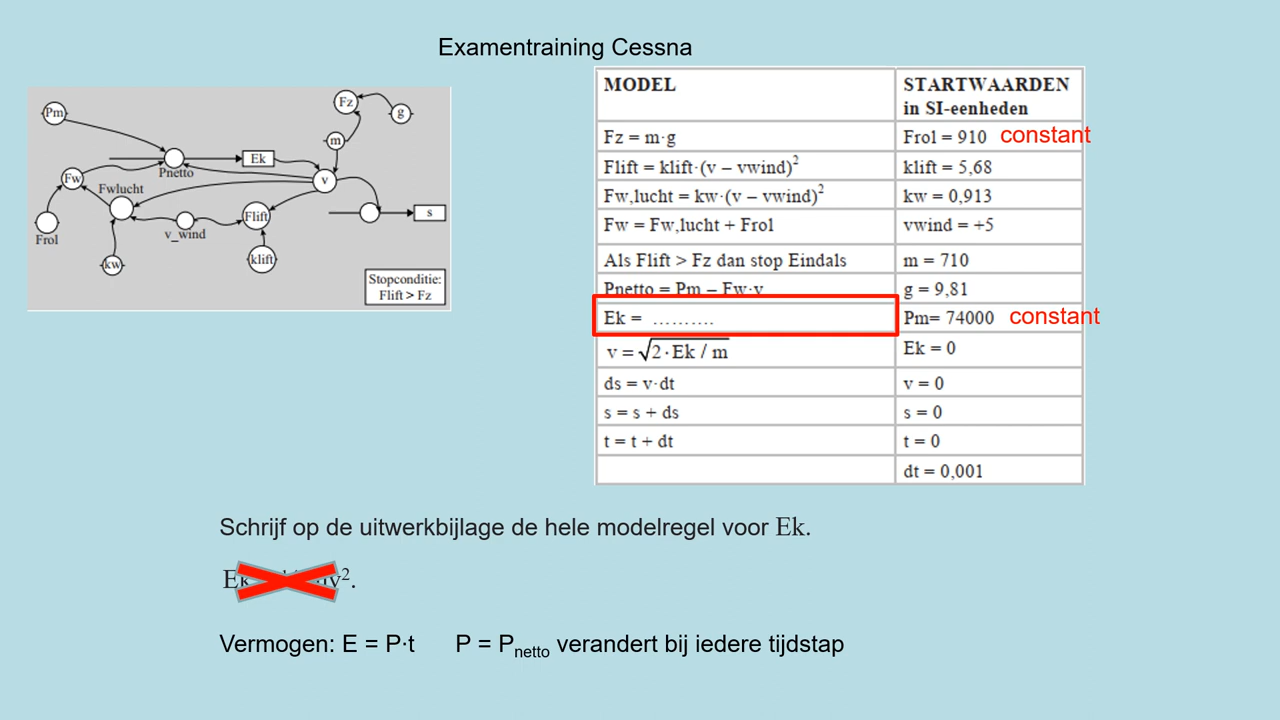 Examentraining Cessna
Pm
Fz
g
m
Ek
Pnetto
Fw
Fwlucht
v
Flift
s
Frol
v_wind
kw
klift
Stopconditie:
Flift > Fz
MODEL
STARTWAARDEN
in SI-eenheden
Fz = m·g
Frol = 910 constant
Flift = klift·(v – vwind)²
klift = 5,68
Fw,lucht = kw·(v – vwind)²
kw = 0,913
Fw = Fw,lucht + Frol
vwind = +5
Als Flift > Fz dan stop Eindals
m = 710
Pnetto = Pm – Fw·v
g = 9,81
Ek = ……….
Pm= 74000 constant
v = √2·Ek / m
Ek = 0
ds = v·dt
v = 0
s = s + ds
s = 0
t = t + dt
t = 0
dt = 0,001
Schrijf op de uitwerkbijlage de hele modelregel voor Ek.
Ek v².
Vermogen: E = P·t P = Pnetto verandert bij iedere tijdstap